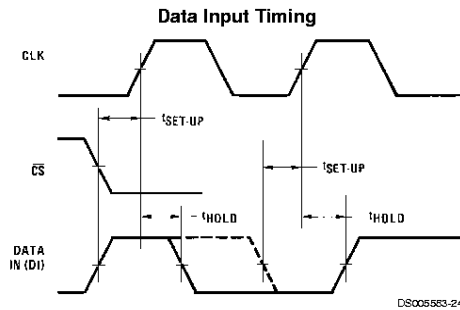 Data Input Timing
CLK
tSET-UP
CS
tSET-UP
tHOLD
tHOLD
DATA
IN (DI)
DS005583-24